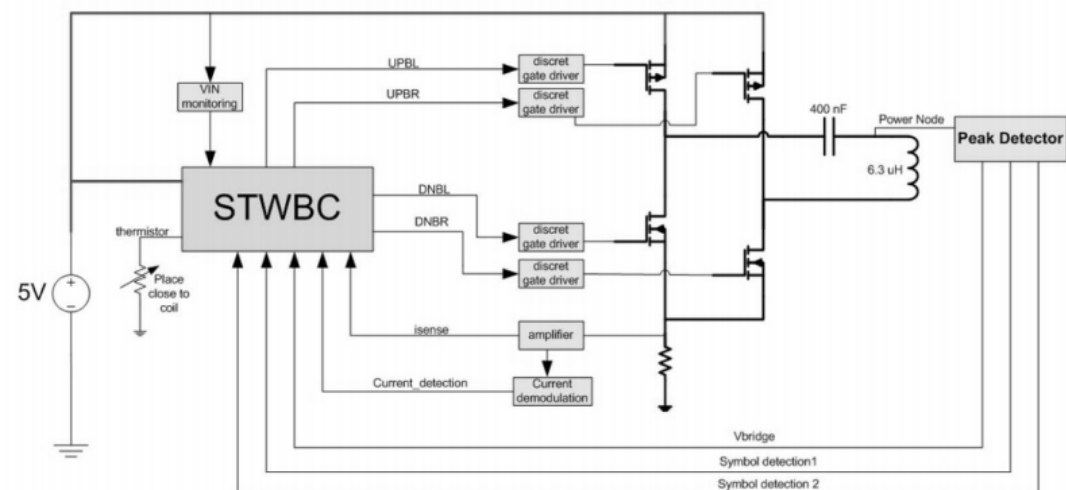 UPBL
discret
gate driver
VIN
monitoring
UPBR
discret
gate driver
400 nF
Power Node
Peak Detector
6.3 uH
STWBC
DNBL
DNBR
discret
gate driver
discret
gate driver
thermistor
Place
close to
coil
5V
+
−
isense
amplifier
Current_detection
Current
demodulation
Vbridge
Symbol detection1
Symbol detection 2